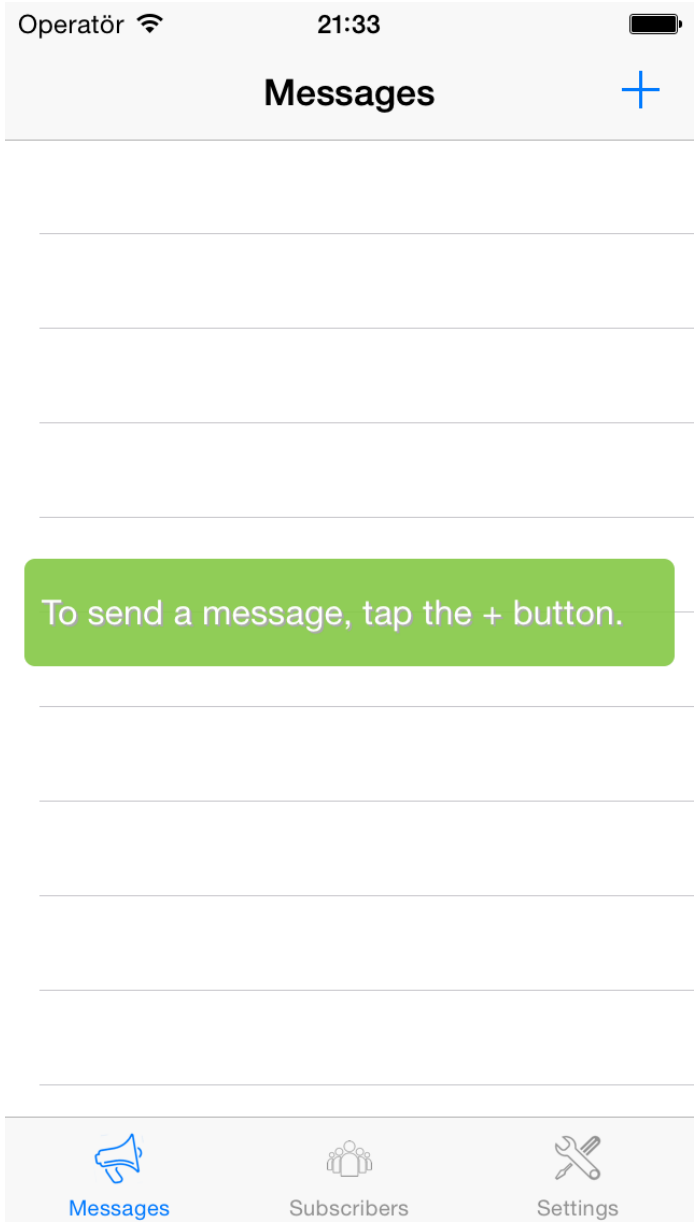 Operatör 21:33
Messages
To send a message, tap the + button.
Messages Subscribers Settings